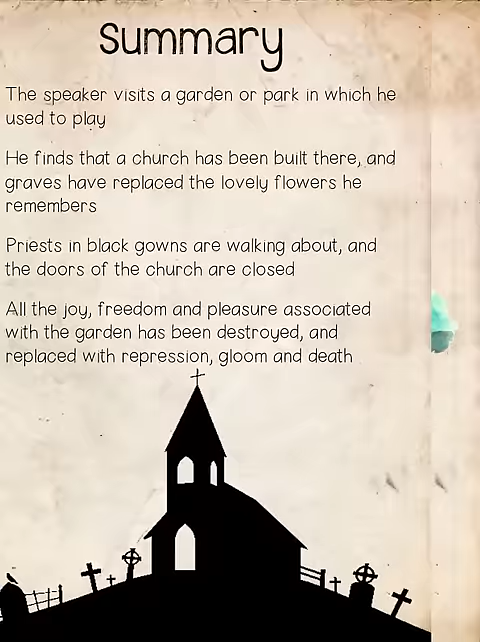 Summary
The speaker visits a garden or park in which he
used to play
He finds that a church has been built there, and
graves have replaced the lovely flowers he
remembers
Priests in black gowns are walking about, and
the doors of the church are closed
All the joy, freedom and pleasure associated
with the garden has been destroyed, and
replaced with repression, gloom and death